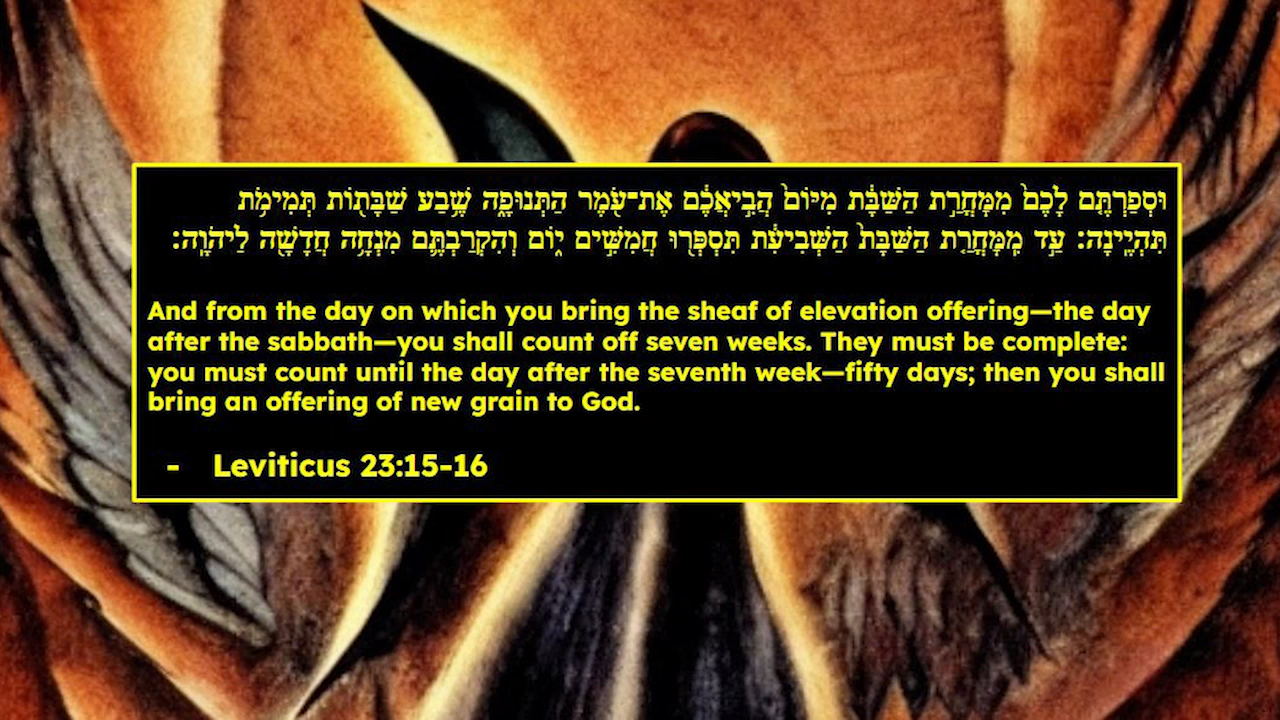 וּסְפַרְתֶּ֤ם לָכֶם֙ מִמׇּחֳרַ֣ת הַשַּׁבָּ֔ת מִיּוֹם֙ הֲבִ֣יאֲכֶ֔ם אֶת־עֹ֖מֶר הַתְּנוּפָ֑ה שֶׁ֥בַע שַׁבָּת֖וֹת תְּמִימֹ֥ת
תִּהְיֶֽינָה׃ עַ֣ד מִֽמׇּחֳרַ֤ת הַשַּׁבָּת֙ הַשְּׁבִיעִ֔ת תִּסְפְּר֖וּ חֲמִשִּׁ֣ים י֑וֹם וְהִקְרַבְתֶּ֛ם מִנְחָ֥ה חֲדָשָׁ֖ה לַיהֹוָֽה׃
And from the day on which you bring the sheaf of elevation offering—the day
after the sabbath—you shall count off seven weeks. They must be complete:
you must count until the day after the seventh week—fifty days; then you shall
bring an offering of new grain to God.
- Leviticus 23:15-16